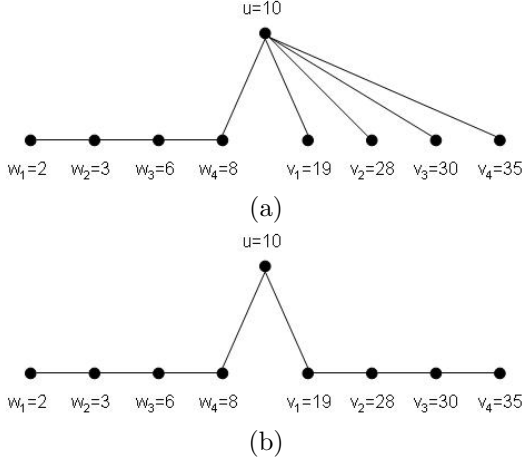 u=10
w₁=2 w₂=3 w₃=6 w₄=8 v₁=19 v₂=28 v₃=30 v₄=35
(a)
u=10
w₁=2 w₂=3 w₃=6 w₄=8 v₁=19 v₂=28 v₃=30 v₄=35
(b)